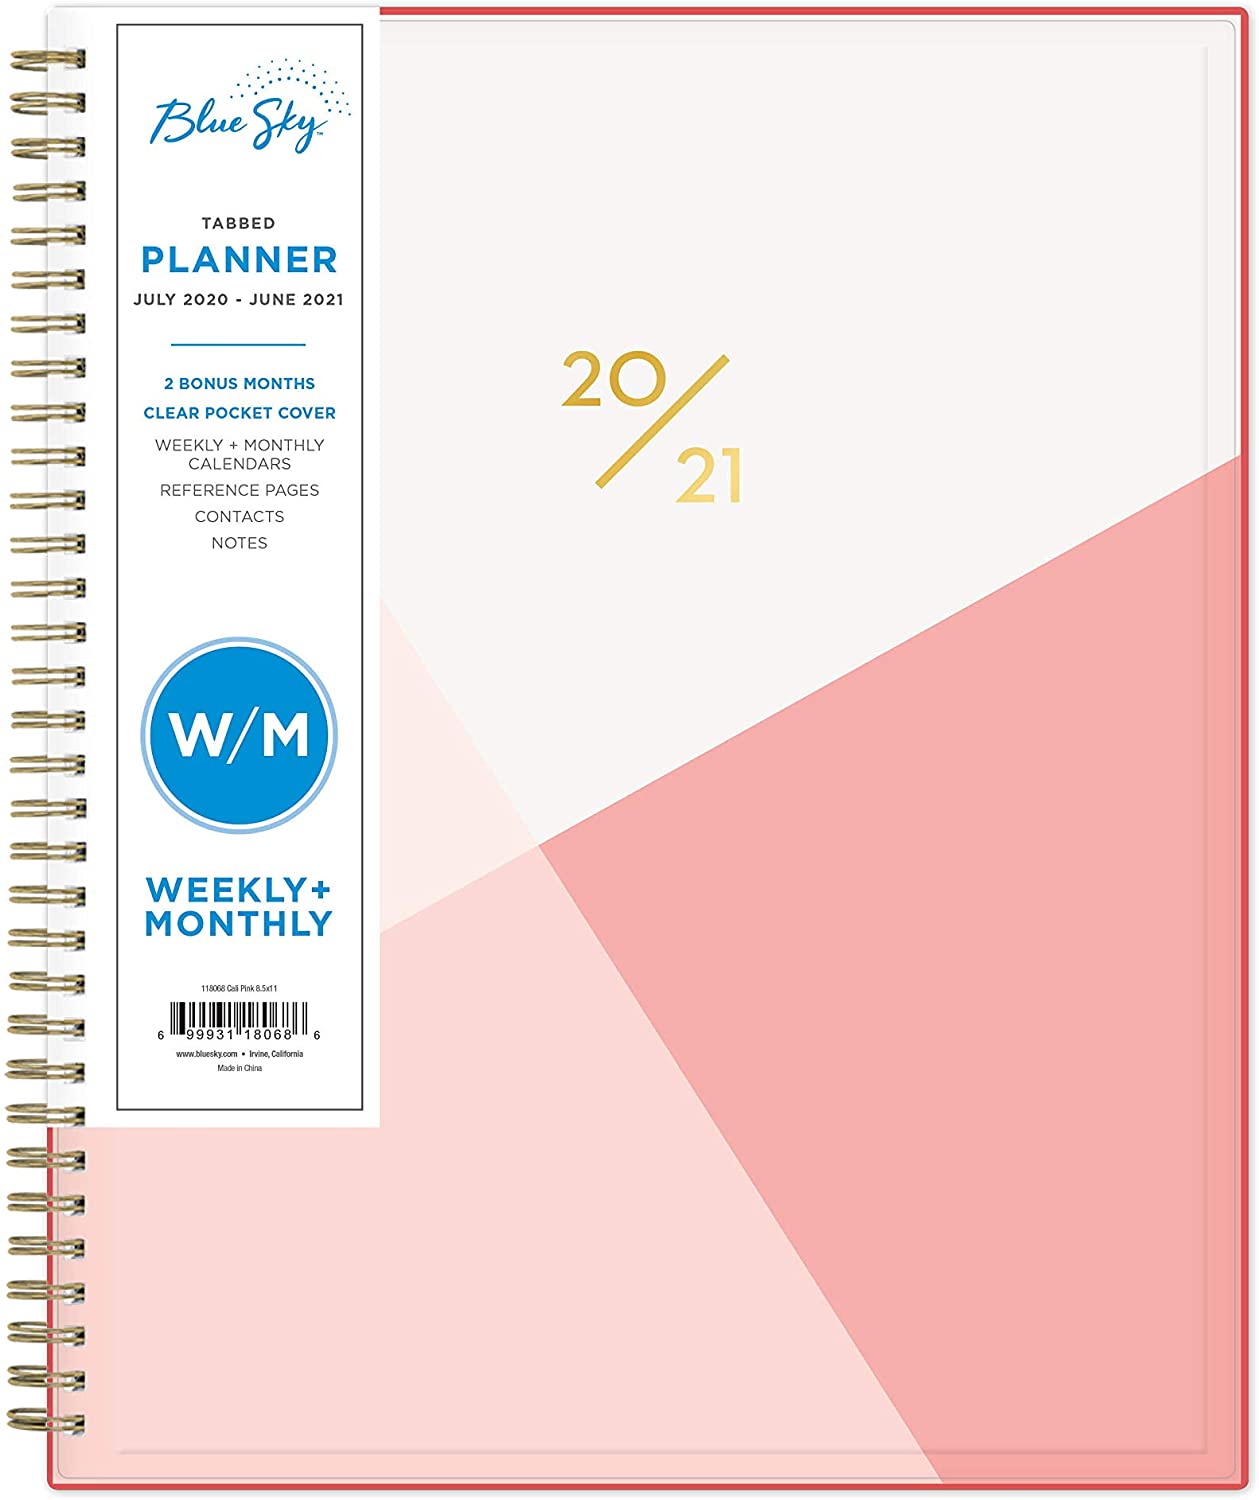 Blue Sky™
TABBED
PLANNER
JULY 2020 - JUNE 2021
2 BONUS MONTHS
CLEAR POCKET COVER
WEEKLY + MONTHLY
CALENDARS
REFERENCE PAGES
CONTACTS
NOTES
W/M
WEEKLY+
MONTHLY
118068 Cali Pink 8.5x11
6 99931 18068 6
www.bluesky.com • Irvine, California
Made in China
20/
21